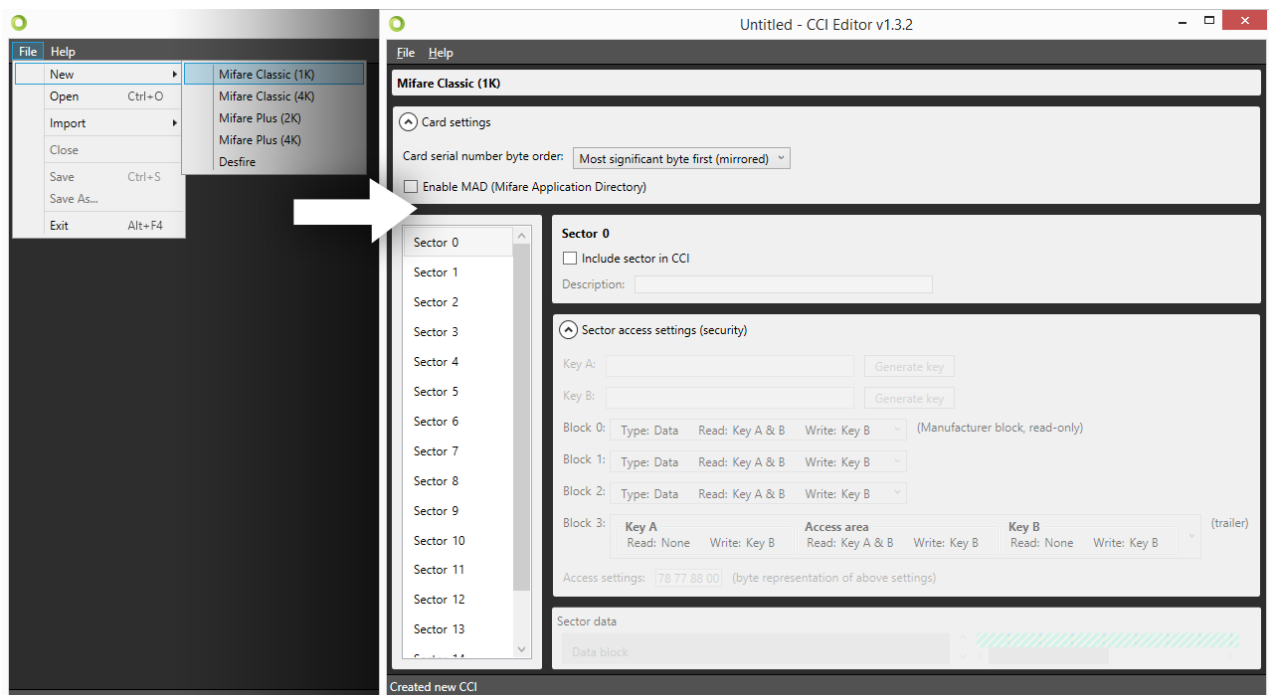 File Help
New
Mifare Classic (1K)
Open Ctrl+O
Mifare Classic (4K)
Import
Mifare Plus (2K)
Mifare Plus (4K)
Close
Desfire
Save Ctrl+S
Save As...
Exit Alt+F4
Untitled - CCI Editor v1.3.2
File Help
Mifare Classic (1K)
Card settings
Card serial number byte order: Most significant byte first (mirrored)
Enable MAD (Mifare Application Directory)
Sector 0
Sector 1
Sector 2
Sector 3
Sector 4
Sector 5
Sector 6
Sector 7
Sector 8
Sector 9
Sector 10
Sector 11
Sector 12
Sector 13
Sector 0
Include sector in CCI
Description:
Sector access settings (security)
Key A: Generate key
Key B: Generate key
Block 0: Type: Data Read: Key A & B Write: Key B (Manufacturer block, read-only)
Block 1: Type: Data Read: Key A & B Write: Key B
Block 2: Type: Data Read: Key A & B Write: Key B
Block 3: Key A Access area Key B (trailer)
Read: None Write: Key B Read: Key A & B Write: Key B Read: None Write: Key B
Access settings: 78 77 88 00 (byte representation of above settings)
Sector data
Data block
Created new CCI